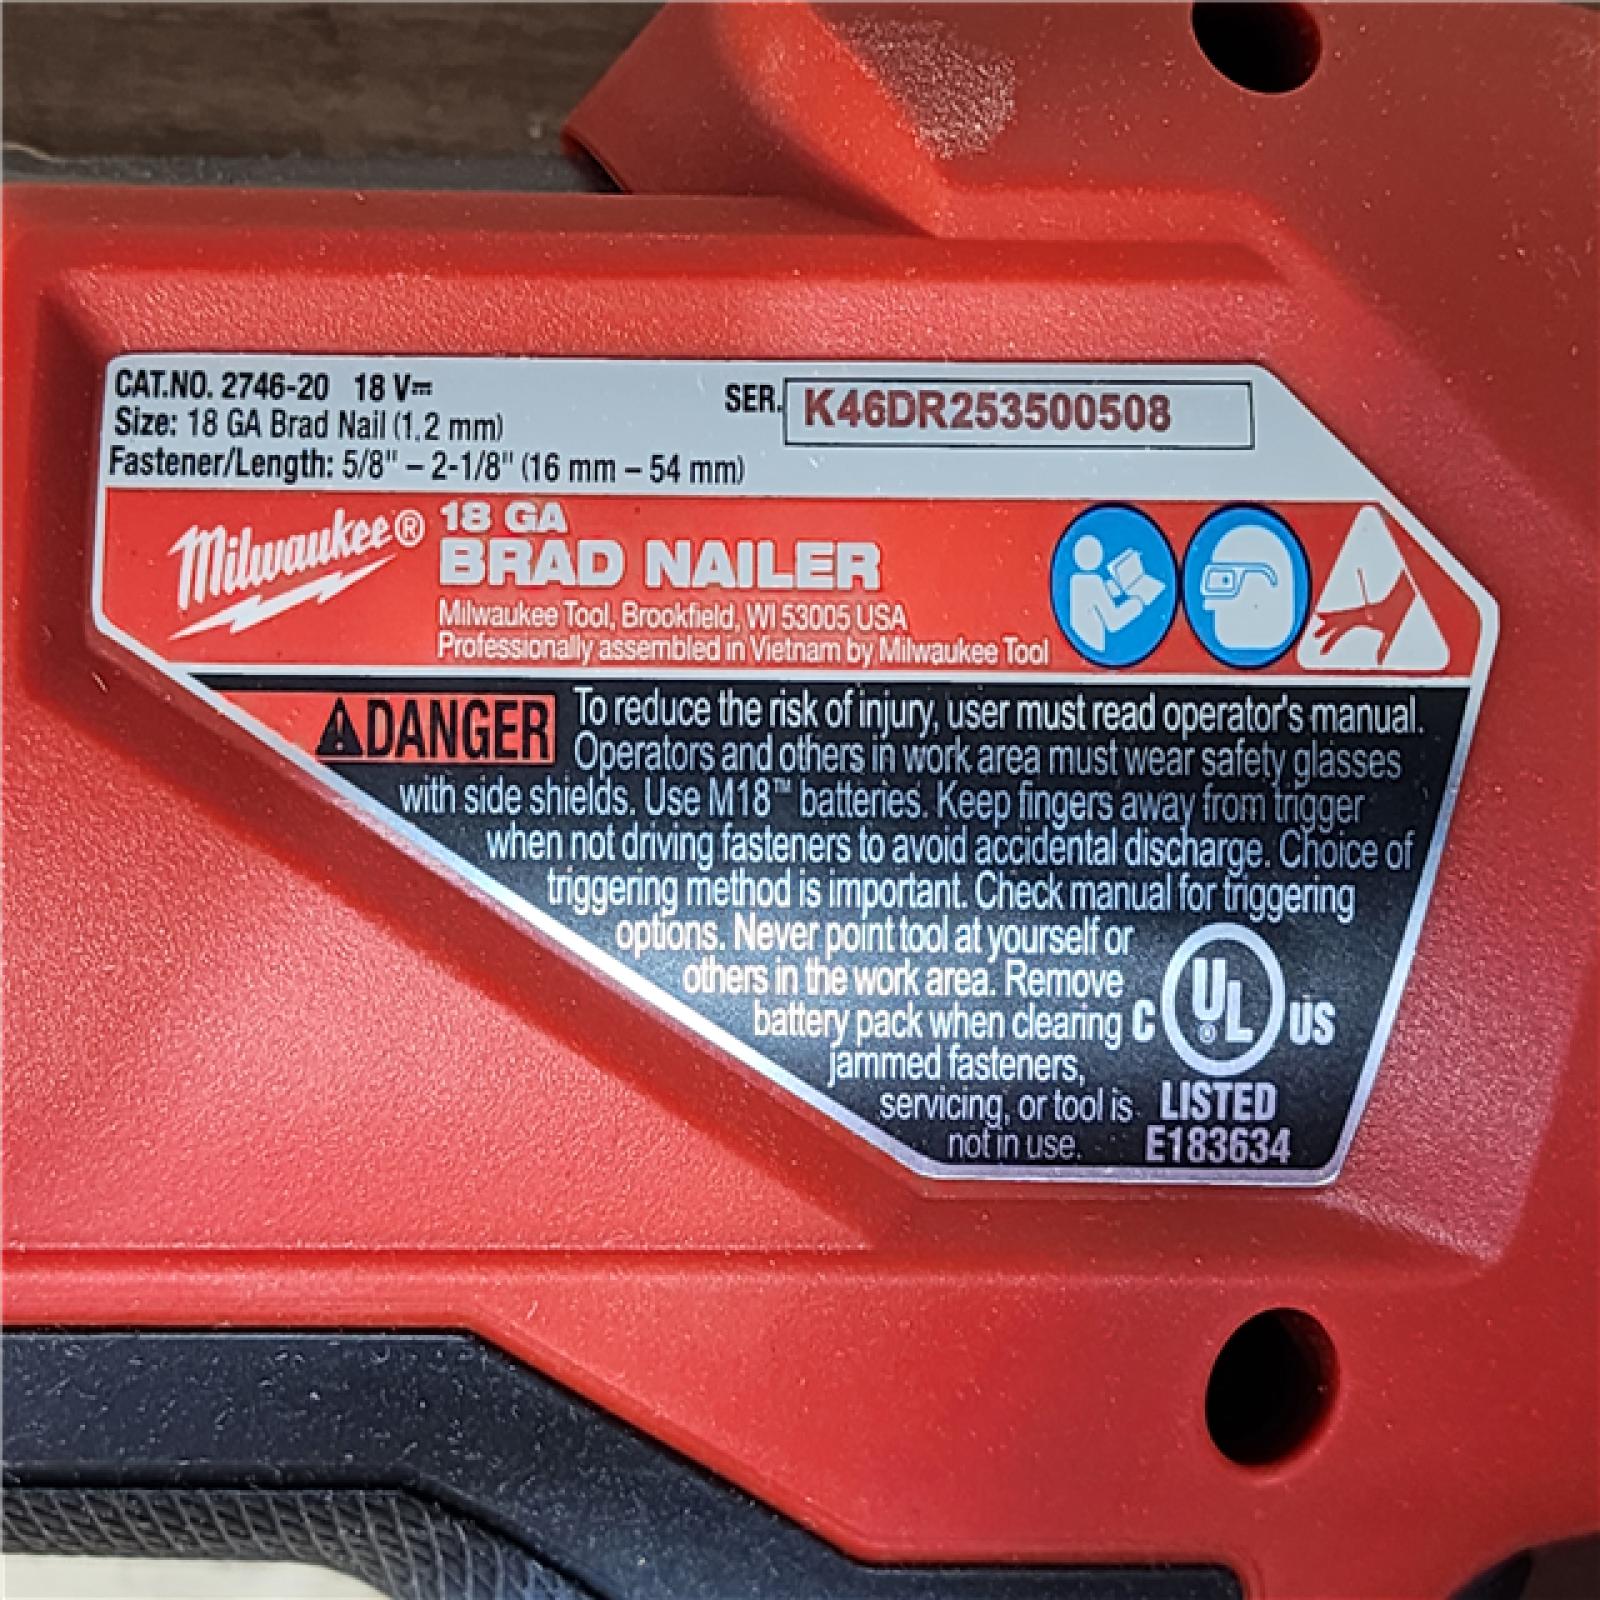 CAT.NO. 2746-20 18 V⎓ SER. K46DR253500508
Size: 18 GA Brad Nail (1.2 mm)
Fastener/Length: 5/8" – 2-1/8" (16 mm – 54 mm)
Milwaukee® 18 GA
BRAD NAILER
Milwaukee Tool, Brookfield, WI 53005 USA
Professionally assembled in Vietnam by Milwaukee Tool
⚠DANGER To reduce the risk of injury, user must read operator's manual.
Operators and others in work area must wear safety glasses
with side shields. Use M18™ batteries. Keep fingers away from trigger
when not driving fasteners to avoid accidental discharge. Choice of
triggering method is important. Check manual for triggering
options. Never point tool at yourself or
others in the work area. Remove
battery pack when clearing
jammed fasteners,
servicing, or tool is
not in use.
C UL® US
LISTED
E183634